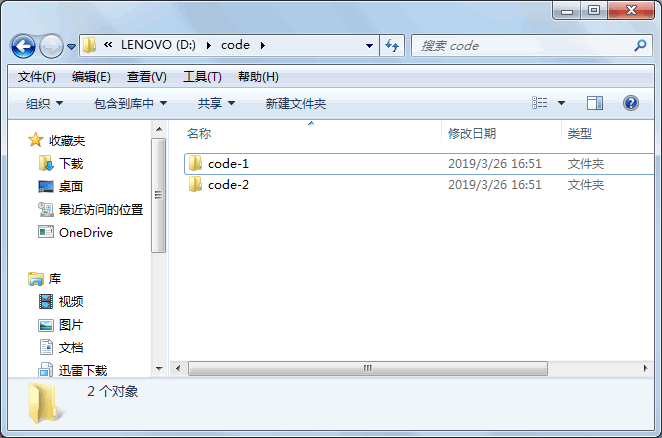 « LENOVO (D:) code 搜索 code
文件(F) 编辑(E) 查看(V) 工具(T) 帮助(H)
组织 包含到库中 共享 新建文件夹
收藏夹
下载
桌面
最近访问的位置
OneDrive
库
视频
图片
文档
迅雷下载
名称 修改日期 类型
code-1 2019/3/26 16:51 文件夹
code-2 2019/3/26 16:51 文件夹
2 个对象